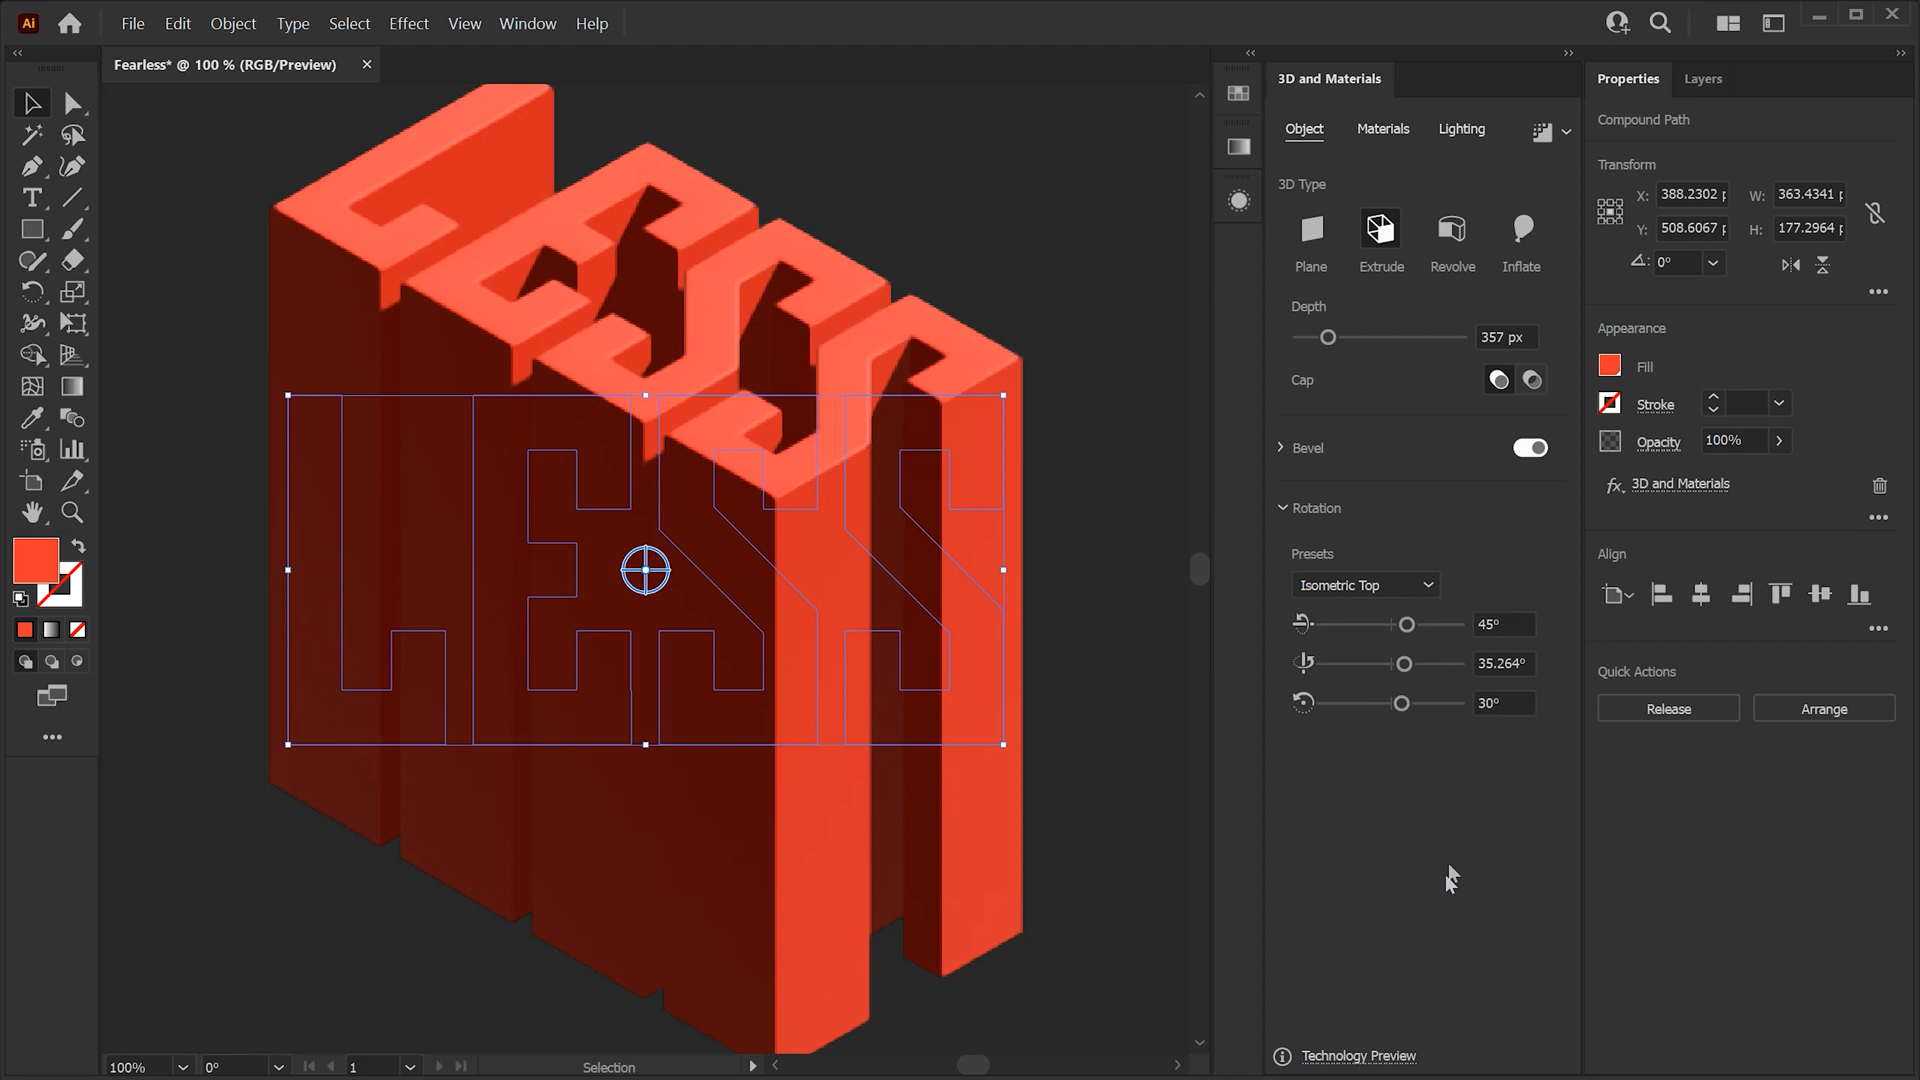 Ai File Edit Object Type Select Effect View Window Help
Fearless* @ 100 % (RGB/Preview)
3D and Materials
Object Materials Lighting
3D Type
Plane Extrude Revolve Inflate
Depth
357 px
Cap
Bevel
Rotation
Presets
Isometric Top
45°
35.264°
30°
Technology Preview
Properties Layers
Compound Path
Transform
X: 388.2302 p W: 363.4341 p
Y: 508.6067 p H: 177.2964 p
0°
Appearance
Fill
Stroke
Opacity 100%
fx. 3D and Materials
Align
Quick Actions
Release Arrange
LESS
100% 0° 1 Selection